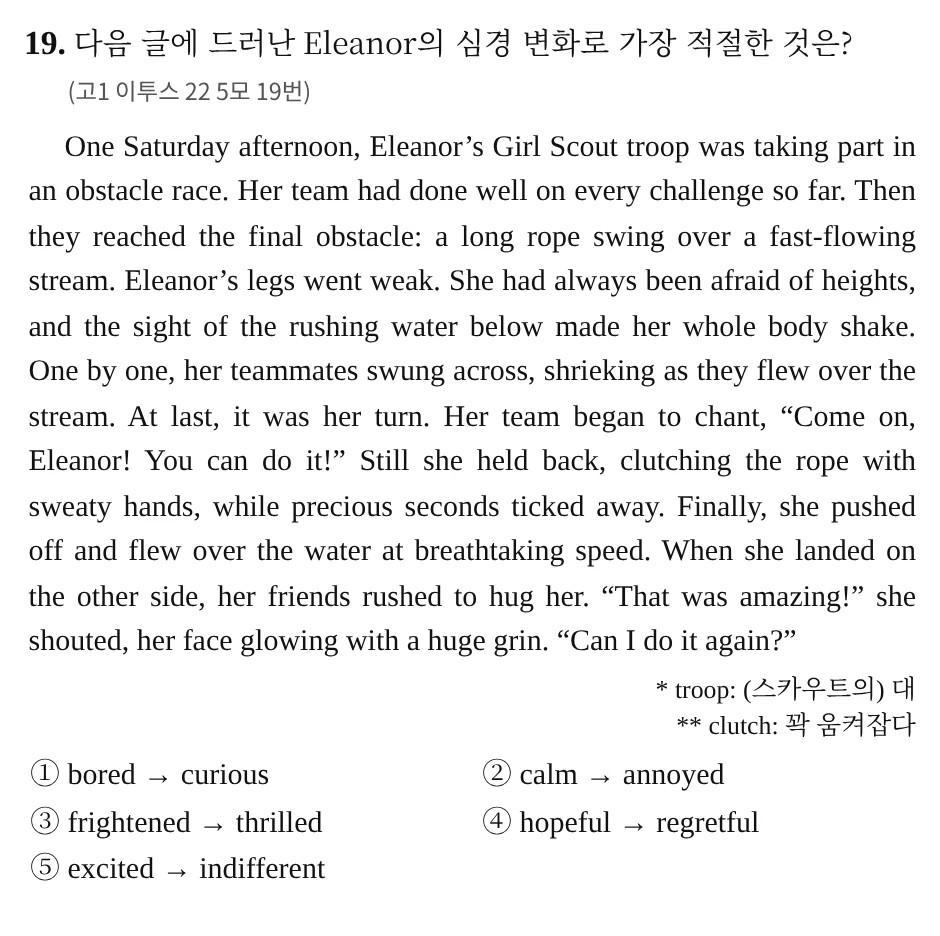 19. 다음 글에 드러난 Eleanor의 심경 변화로 가장 적절한 것은?
(고1 이투스 22 5모 19번)
One Saturday afternoon, Eleanor’s Girl Scout troop was taking part in
an obstacle race. Her team had done well on every challenge so far. Then
they reached the final obstacle: a long rope swing over a fast-flowing
stream. Eleanor’s legs went weak. She had always been afraid of heights,
and the sight of the rushing water below made her whole body shake.
One by one, her teammates swung across, shrieking as they flew over the
stream. At last, it was her turn. Her team began to chant, “Come on,
Eleanor! You can do it!” Still she held back, clutching the rope with
sweaty hands, while precious seconds ticked away. Finally, she pushed
off and flew over the water at breathtaking speed. When she landed on
the other side, her friends rushed to hug her. “That was amazing!” she
shouted, her face glowing with a huge grin. “Can I do it again?”
* troop: (스카우트의) 대
** clutch: 꽉 움켜잡다
① bored → curious ② calm → annoyed
③ frightened → thrilled ④ hopeful → regretful
⑤ excited → indifferent